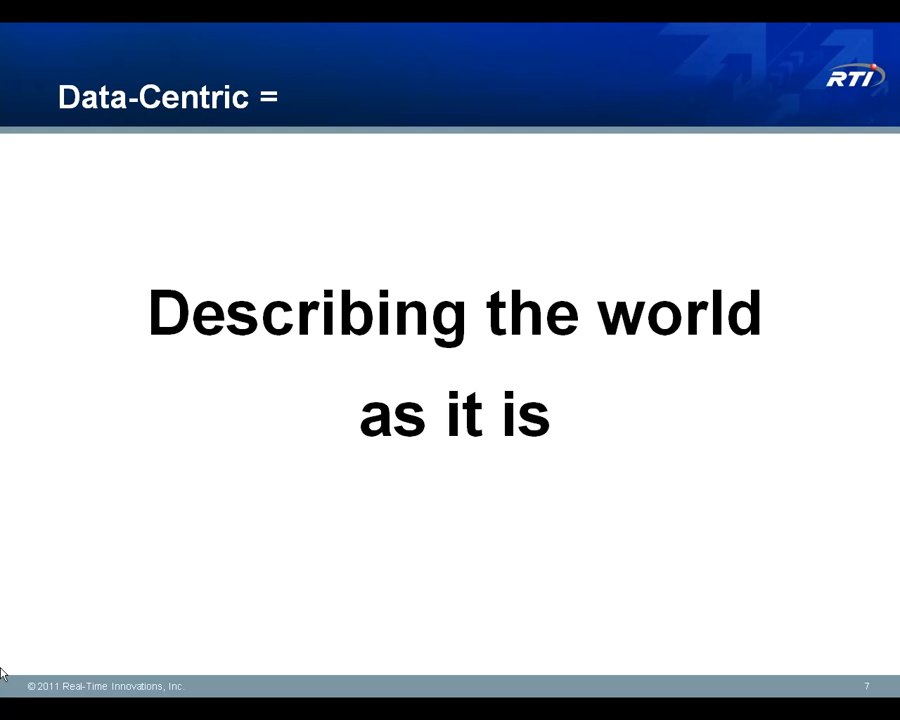 Data-Centric =
RTI
Describing the world
as it is
© 2011 Real-Time Innovations, Inc.
7